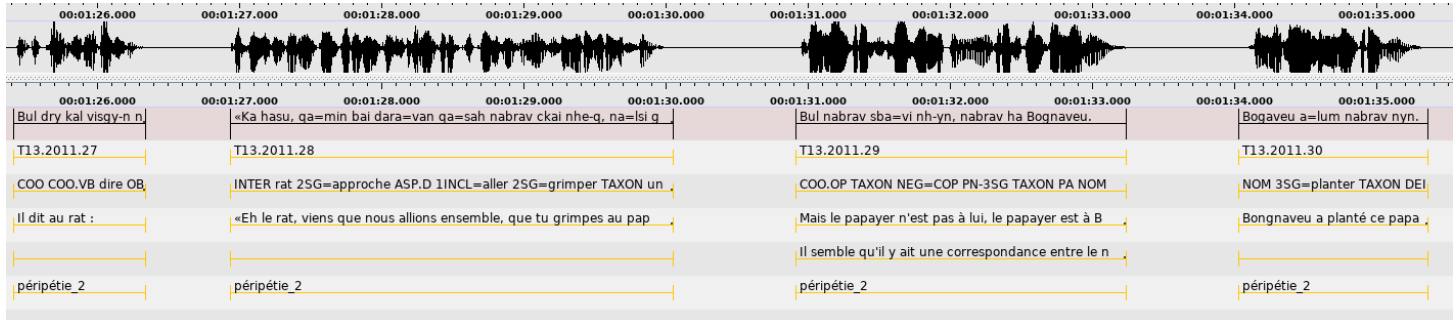 00:01:26.000 00:01:27.000 00:01:28.000 00:01:29.000 00:01:30.000 00:01:31.000 00:01:32.000 00:01:33.000 00:01:34.000 00:01:35.000
00:01:26.000 00:01:27.000 00:01:28.000 00:01:29.000 00:01:30.000 00:01:31.000 00:01:32.000 00:01:33.000 00:01:34.000 00:01:35.000
Bul dry kal visgy-n n «Ka hasu, qa=min bai dara=van qa=sah nabrav ckai nhe-q, na=lsi q Bul nabrav sba=vi nh-yn, nabrav ha Bognaveu. Bogaveu a=lum nabrav nyn.
T13.2011.27 T13.2011.28 T13.2011.29 T13.2011.30
COO COO.VB dire OB INTER rat 2SG=approche ASP.D 1INCL=aller 2SG=grimper TAXON un COO.OP TAXON NEG=COP PN-3SG TAXON PA NOM NOM 3SG=planter TAXON DEI
Il dit au rat : «Eh le rat, viens que nous allions ensemble, que tu grimpes au pap Mais le papayer n'est pas à lui, le papayer est à B Bongnaveu a planté ce papa
Il semble qu'il y ait une correspondance entre le n
péripétie_2 péripétie_2 péripétie_2 péripétie_2